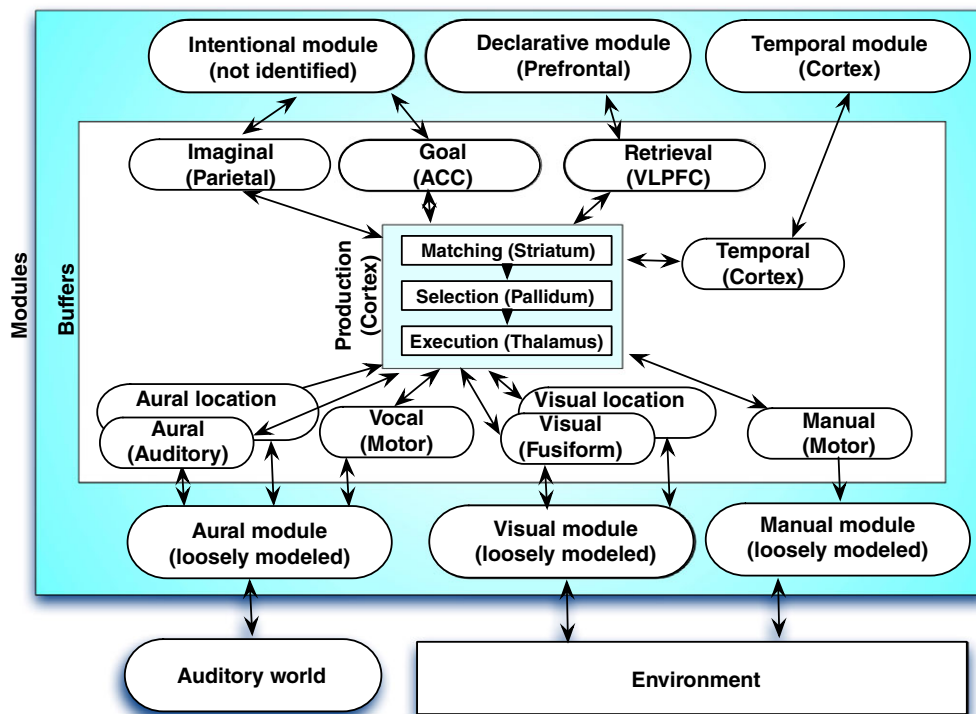 Intentional module
(not identified)
Declarative module
(Prefrontal)
Temporal module
(Cortex)
Imaginal
(Parietal)
Goal
(ACC)
Retrieval
(VLPFC)
Modules
Buffers
Production
(Cortex)
Matching (Striatum)
Selection (Pallidum)
Execution (Thalamus)
Temporal
(Cortex)
Aural location
Aural
(Auditory)
Vocal
(Motor)
Visual location
Visual
(Fusiform)
Manual
(Motor)
Aural module
(loosely modeled)
Visual module
(loosely modeled)
Manual module
(loosely modeled)
Auditory world
Environment